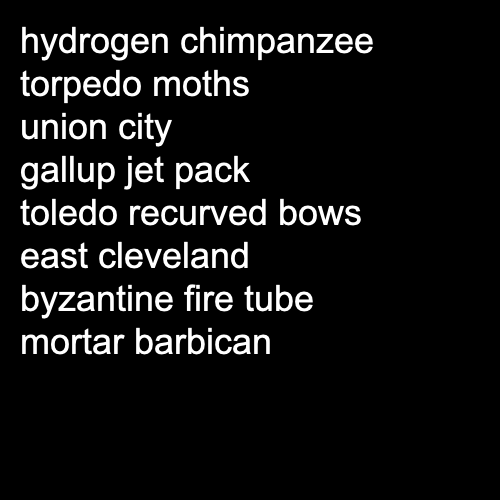 hydrogen chimpanzee
torpedo moths
union city
gallup jet pack
toledo recurved bows
east cleveland
byzantine fire tube
mortar barbican